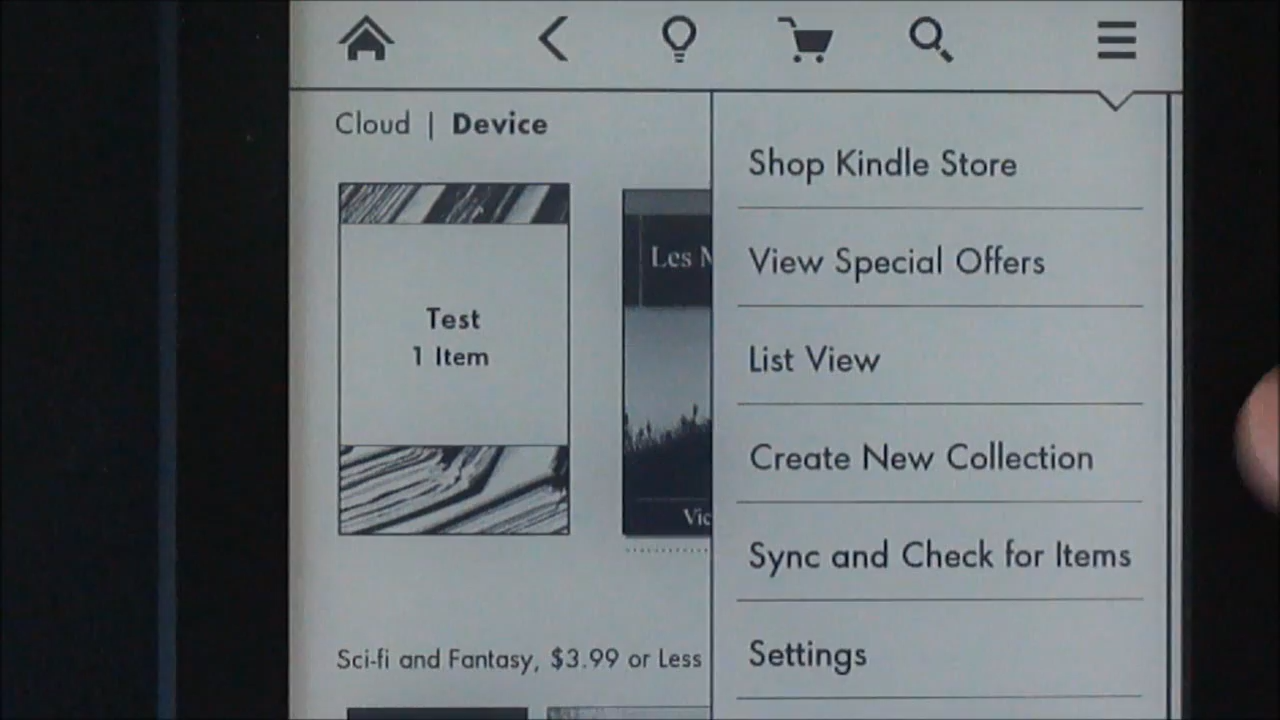 Cloud | Device
Test
1 Item
Les
Sci-fi and Fantasy, $3.99 or Less
Shop Kindle Store
View Special Offers
List View
Create New Collection
Sync and Check for Items
Settings